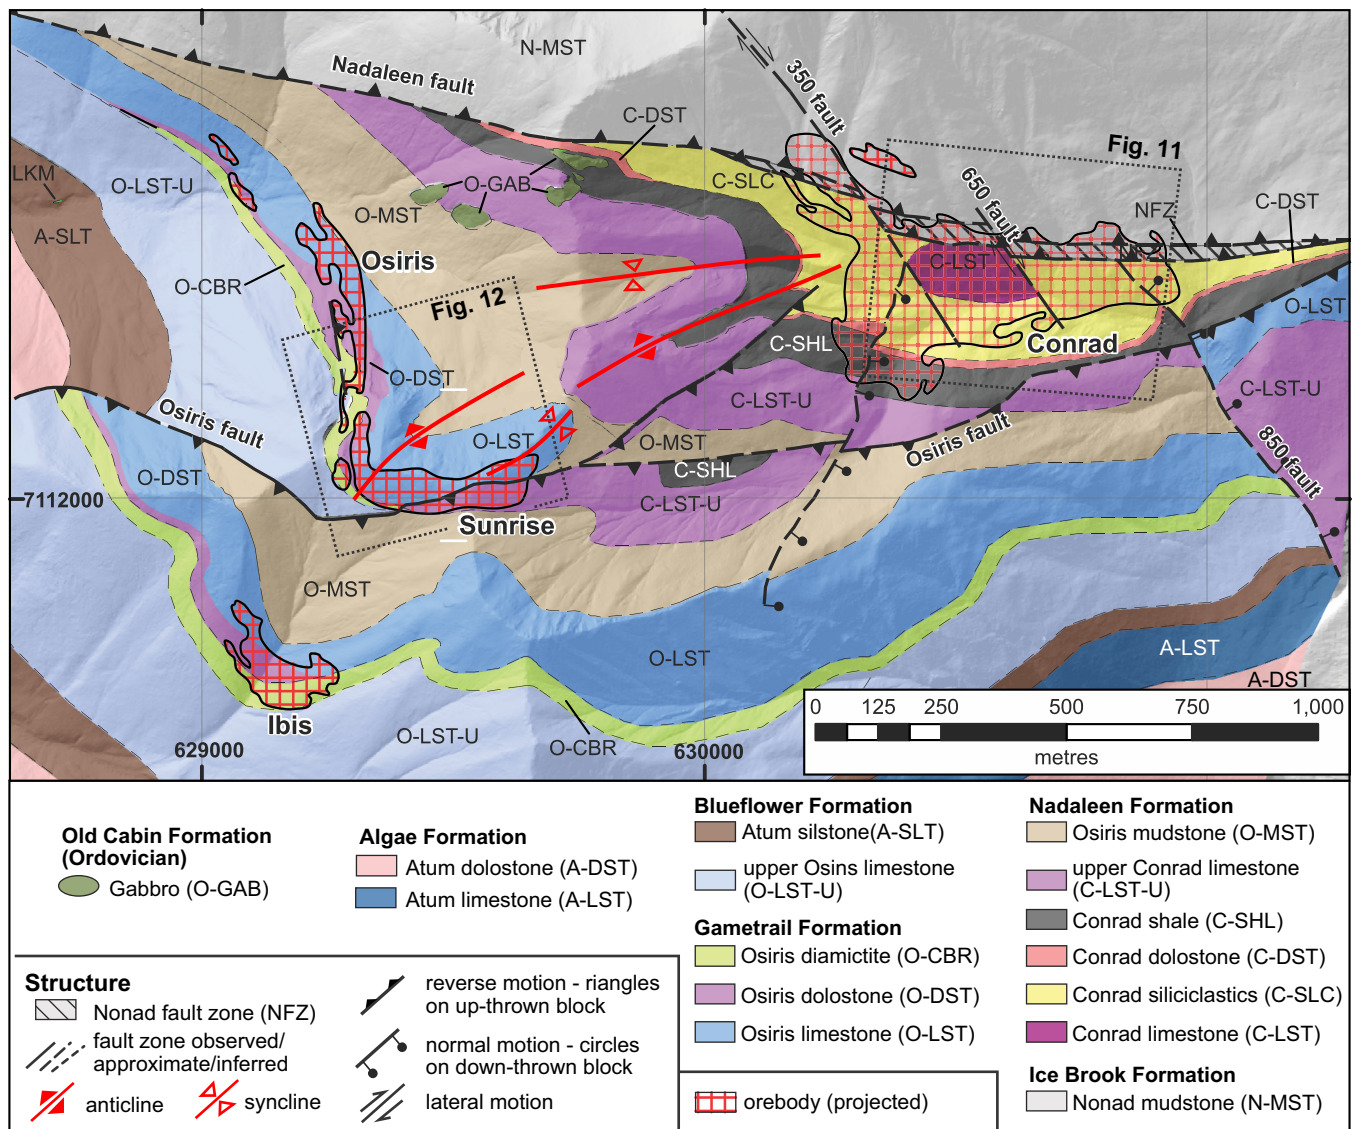 N-MST
Nadaleen fault
350 fault
C-DST
Fig. 11
LKM
O-LST-U
O-GAB
C-SLC
650 fault
NFZ
C-DST
O-MST
A-SLT
Osiris
C-LST
O-CBR
Fig. 12
O-LST
C-SHL
Conrad
O-DST
C-LST-U
C-LST-U
Osiris fault
O-LST
O-MST
Osiris fault
850 fault
O-DST
C-SHL
7112000
C-LST-U
Sunrise
O-MST
O-LST
A-LST
A-DST
Ibis
O-LST-U
O-CBR
629000
630000
0 125 250 500 750 1,000
metres
Old Cabin Formation
(Ordovician)
Gabbro (O-GAB)
Algae Formation
Atum dolostone (A-DST)
Atum limestone (A-LST)
Blueflower Formation
Atum silstone(A-SLT)
upper Osins limestone
(O-LST-U)
Gametrail Formation
Osiris diamictite (O-CBR)
Osiris dolostone (O-DST)
Osiris limestone (O-LST)
Nadaleen Formation
Osiris mudstone (O-MST)
upper Conrad limestone
(C-LST-U)
Conrad shale (C-SHL)
Conrad dolostone (C-DST)
Conrad siliciclastics (C-SLC)
Conrad limestone (C-LST)
Ice Brook Formation
Nonad mudstone (N-MST)
Structure
Nonad fault zone (NFZ)
fault zone observed/
approximate/inferred
anticline
syncline
reverse motion - riangles
on up-thrown block
normal motion - circles
on down-thrown block
lateral motion
orebody (projected)